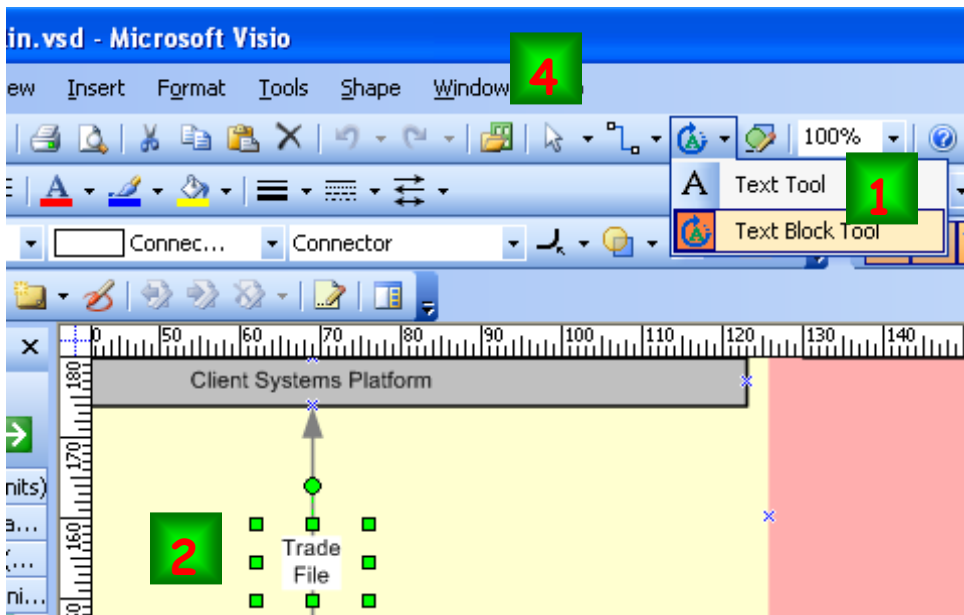 in.vsd - Microsoft Visio
4
ew Insert Format Tools Shape Window
100%
A Text Tool
1
Text Block Tool
Connec... Connector
0 50 60 70 80 90 100 110 120 130 140
Client Systems Platform
180
170
nits)
a...
160
2
Trade
File
(...
ni...